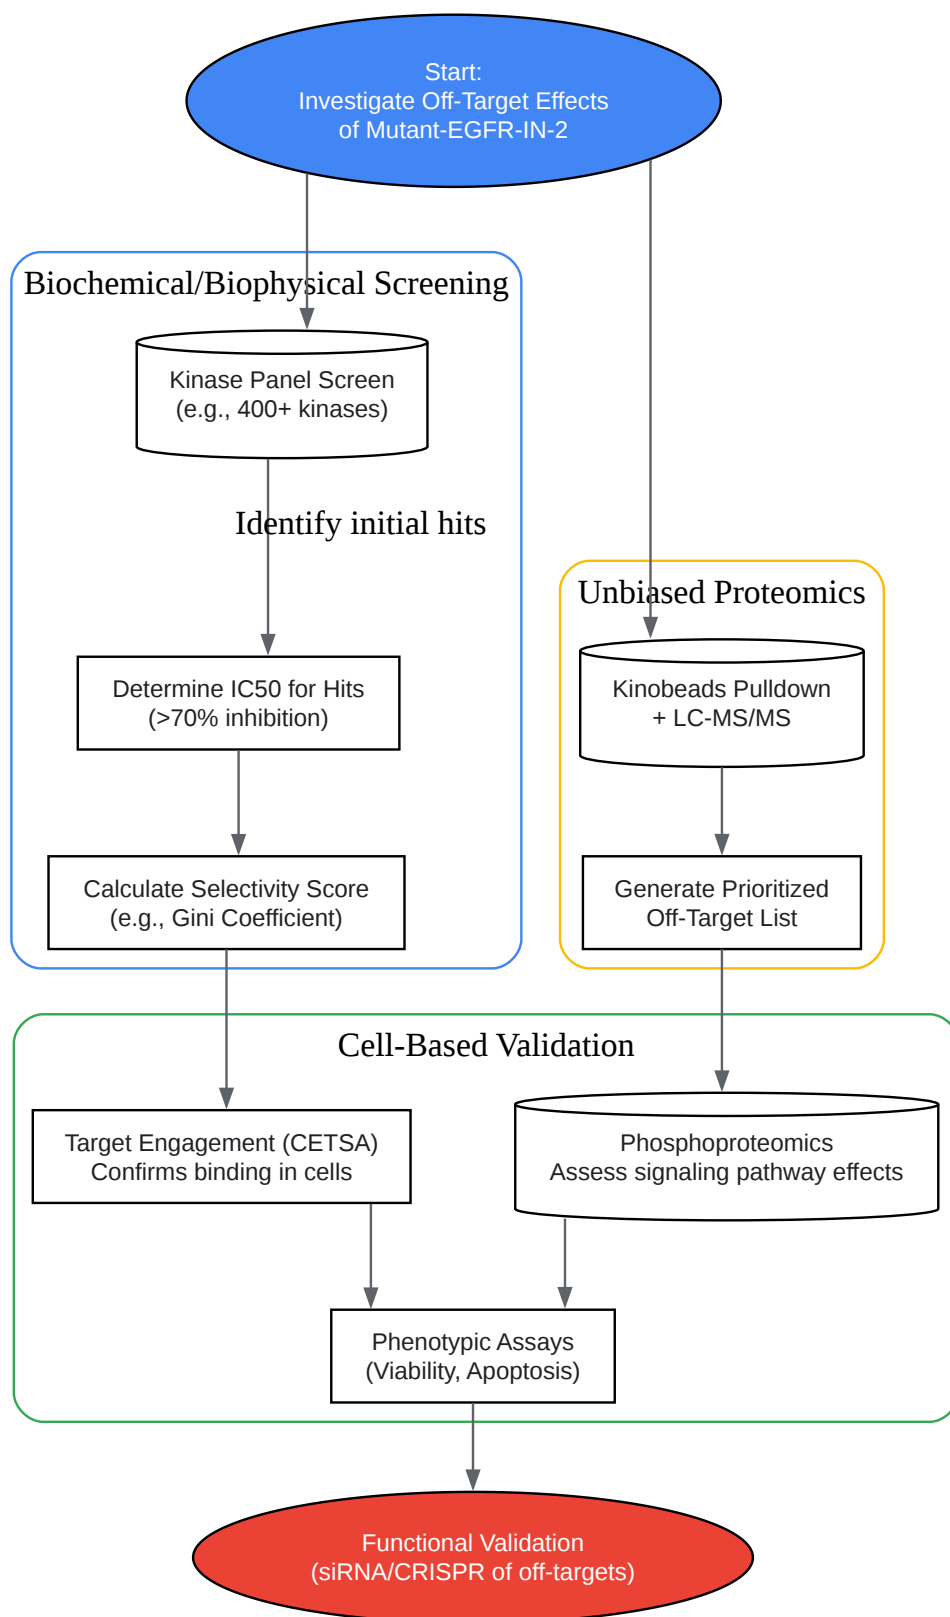 Start:
Investigate Off-Target Effects
of Mutant-EGFR-IN-2
Biochemical/Biophysical Screening
Kinase Panel Screen
(e.g., 400+ kinases)
Identify initial hits
Determine IC50 for Hits
(>70% inhibition)
Calculate Selectivity Score
(e.g., Gini Coefficient)
Unbiased Proteomics
Kinobeads Pulldown
+ LC-MS/MS
Generate Prioritized
Off-Target List
Cell-Based Validation
Target Engagement (CETSA)
Confirms binding in cells
Phosphoproteomics
Assess signaling pathway effects
Phenotypic Assays
(Viability, Apoptosis)
Functional Validation
(siRNA/CRISPR of off-targets)